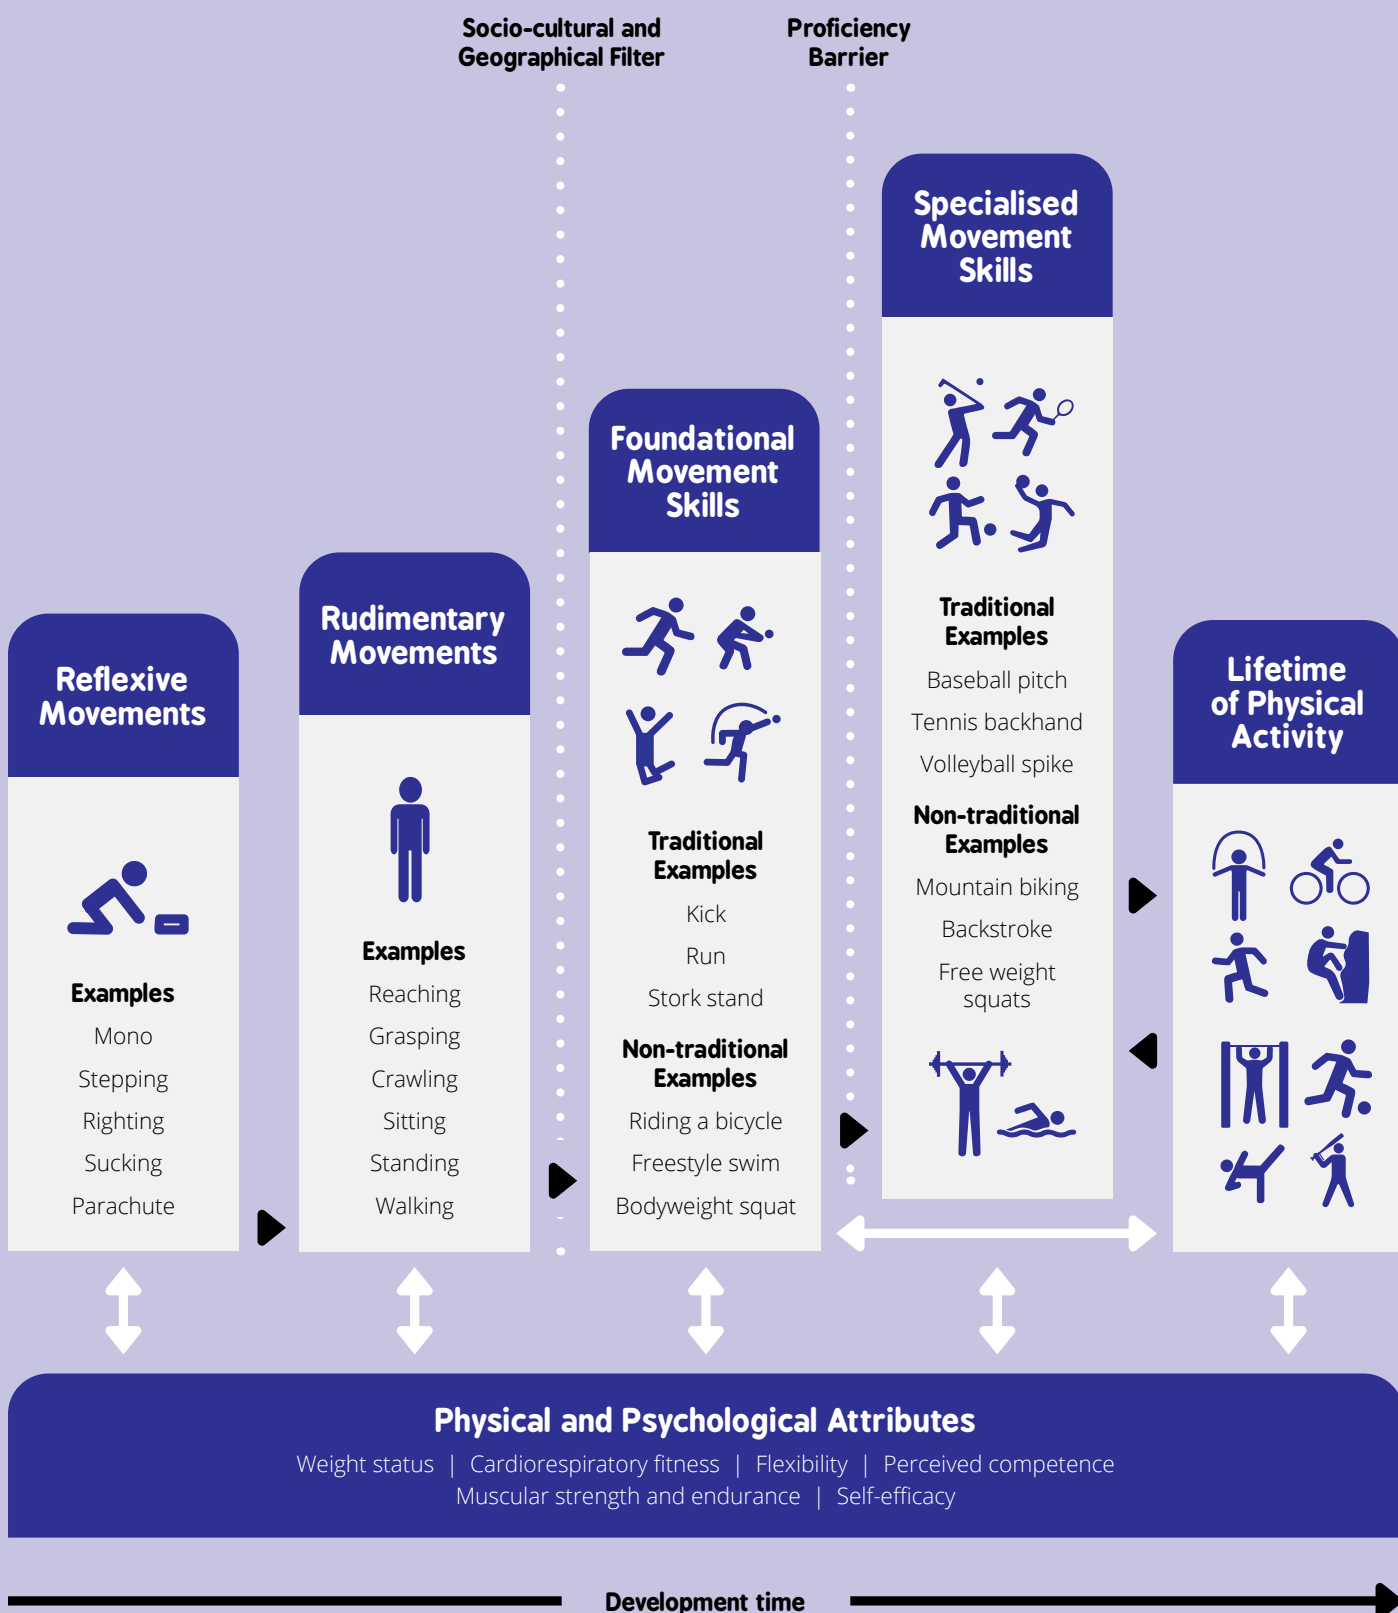 Socio-cultural and
Geographical Filter
Proficiency
Barrier
Reflexive
Movements
Examples
Mono
Stepping
Righting
Sucking
Parachute
Rudimentary
Movements
Examples
Reaching
Grasping
Crawling
Sitting
Standing
Walking
Foundational
Movement
Skills
Traditional
Examples
Kick
Run
Stork stand
Non-traditional
Examples
Riding a bicycle
Freestyle swim
Bodyweight squat
Specialised
Movement
Skills
Traditional
Examples
Baseball pitch
Tennis backhand
Volleyball spike
Non-traditional
Examples
Mountain biking
Backstroke
Free weight
squats
Lifetime
of Physical
Activity
Physical and Psychological Attributes
Weight status | Cardiorespiratory fitness | Flexibility | Perceived competence
Muscular strength and endurance | Self-efficacy
Development time